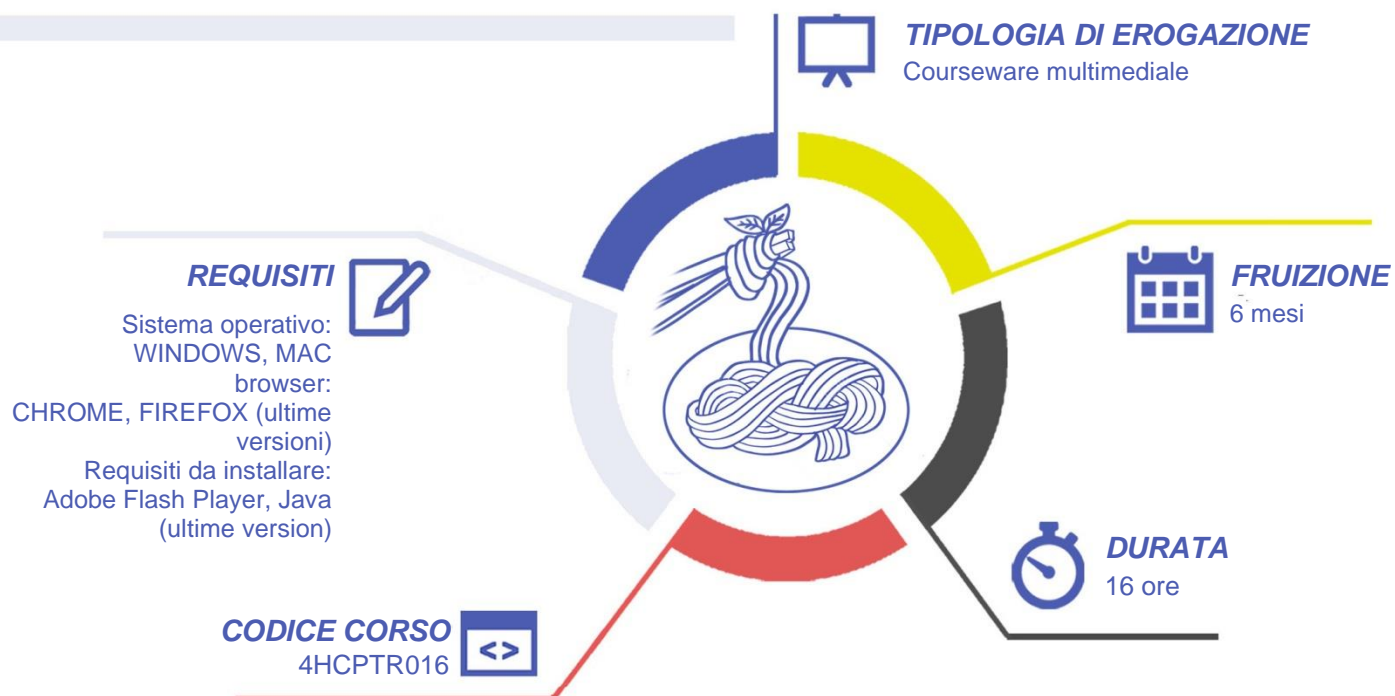 TIPOLOGIA DI EROGAZIONE
Courseware multimediale
REQUISITI
Sistema operativo:
WINDOWS, MAC
browser:
CHROME, FIREFOX (ultime
versioni)
Requisiti da installare:
Adobe Flash Player, Java
(ultime version)
FRUIZIONE
6 mesi
DURATA
16 ore
CODICE CORSO
4HCPTR016
<>